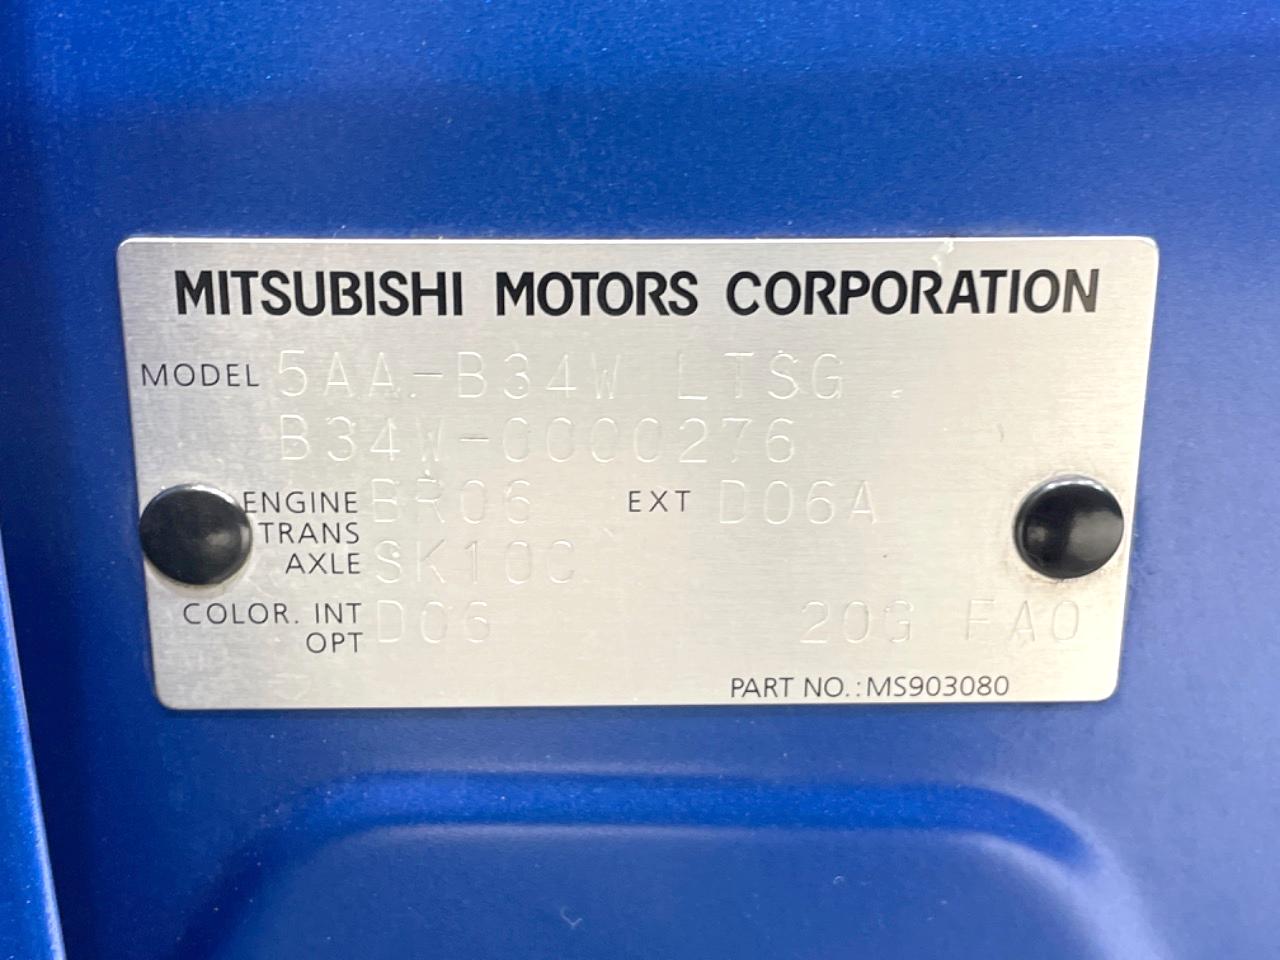 MITSUBISHI MOTORS CORPORATION
MODEL 5AA-B34W LTSG
B34W-0000276
ENGINE BR06 EXT D06A
TRANS
AXLE SK10C
COLOR. INT D06 20G FA0
OPT
PART NO.:MS903080